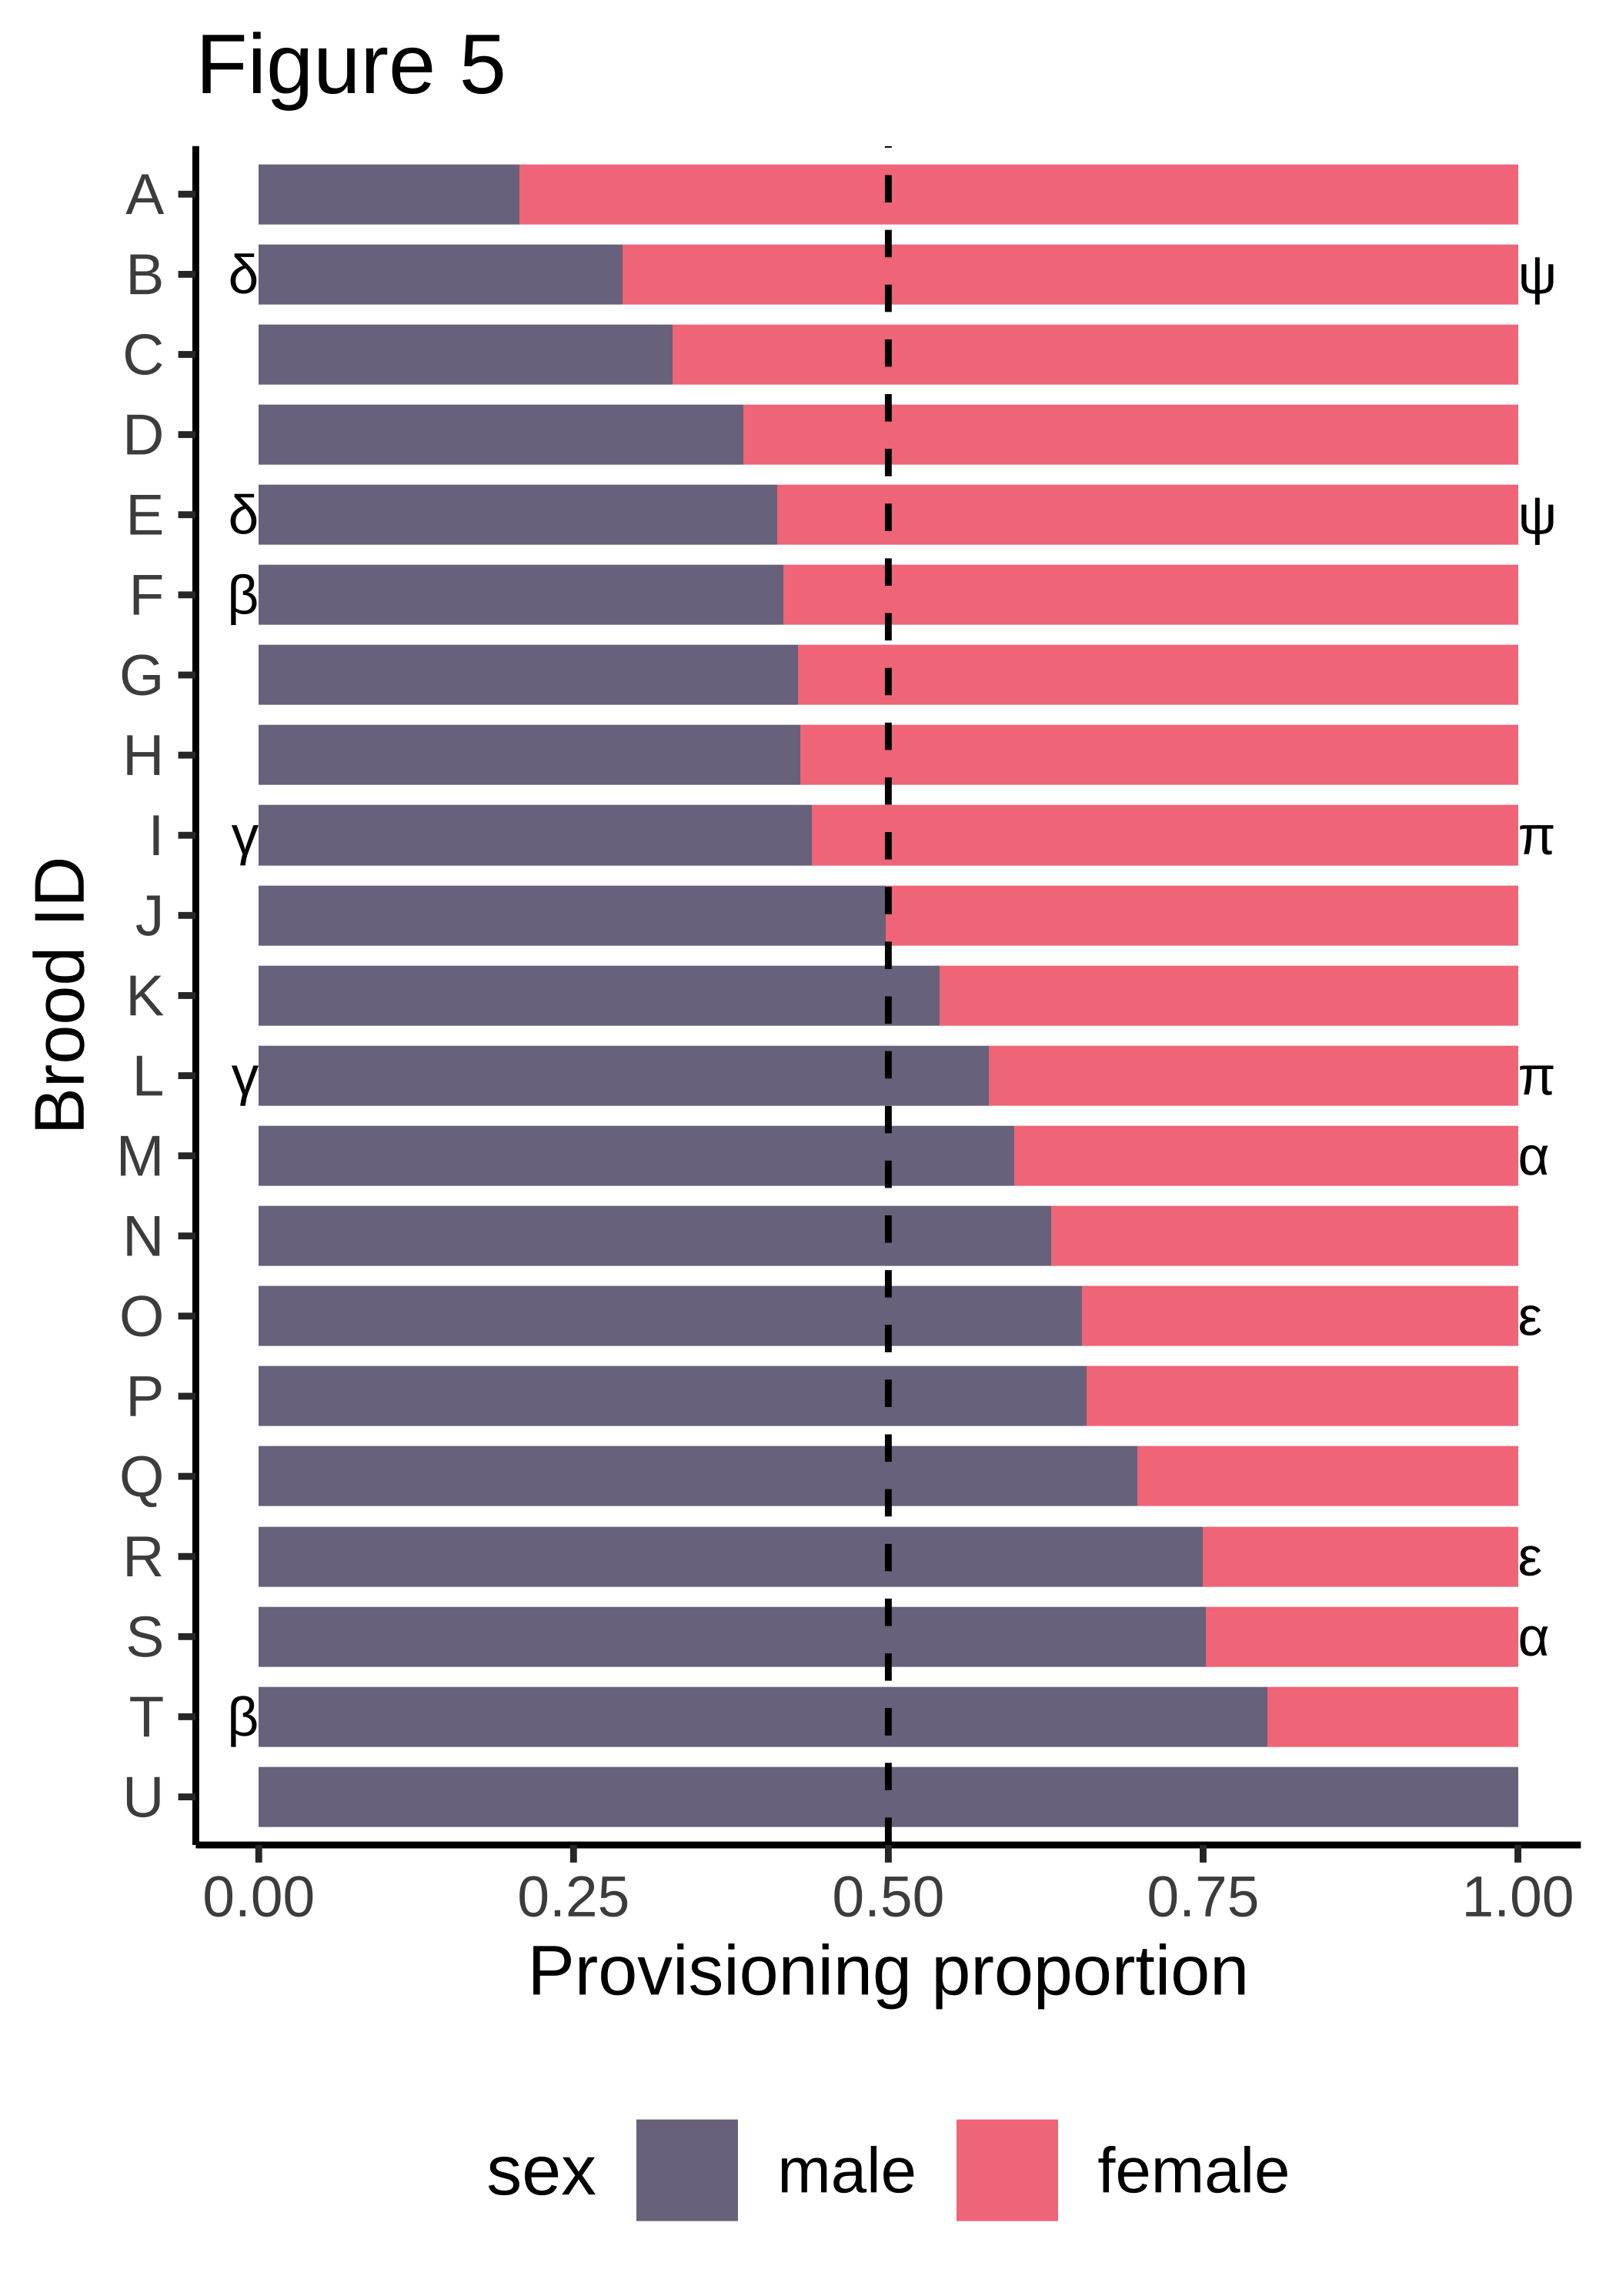 Figure 5
A
B δ ψ
C
D
E δ ψ
F β
G
H
I γ π
J
K
L γ π
M α
N
O ε
P
Q
R ε
S α
T β
U
Brood ID
0.00 0.25 0.50 0.75 1.00
Provisioning proportion
sex male female